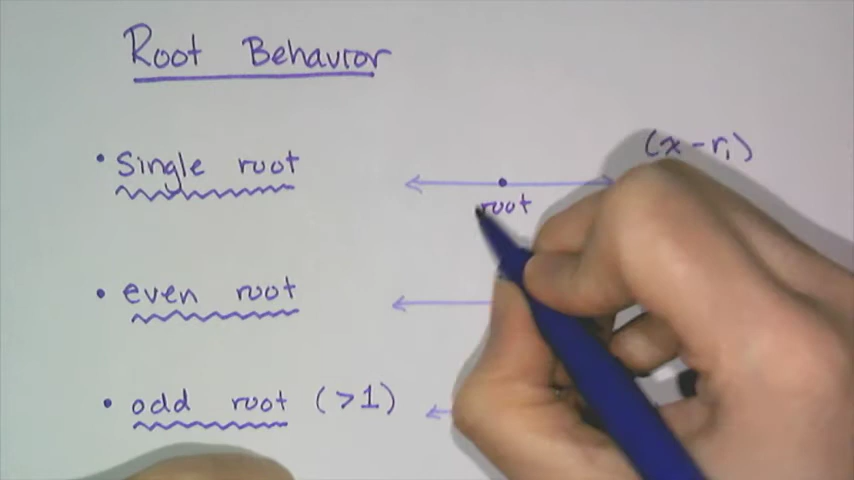 Root Behavior
• Single root
(x - r₁)
root
• even root
• odd root (>1)